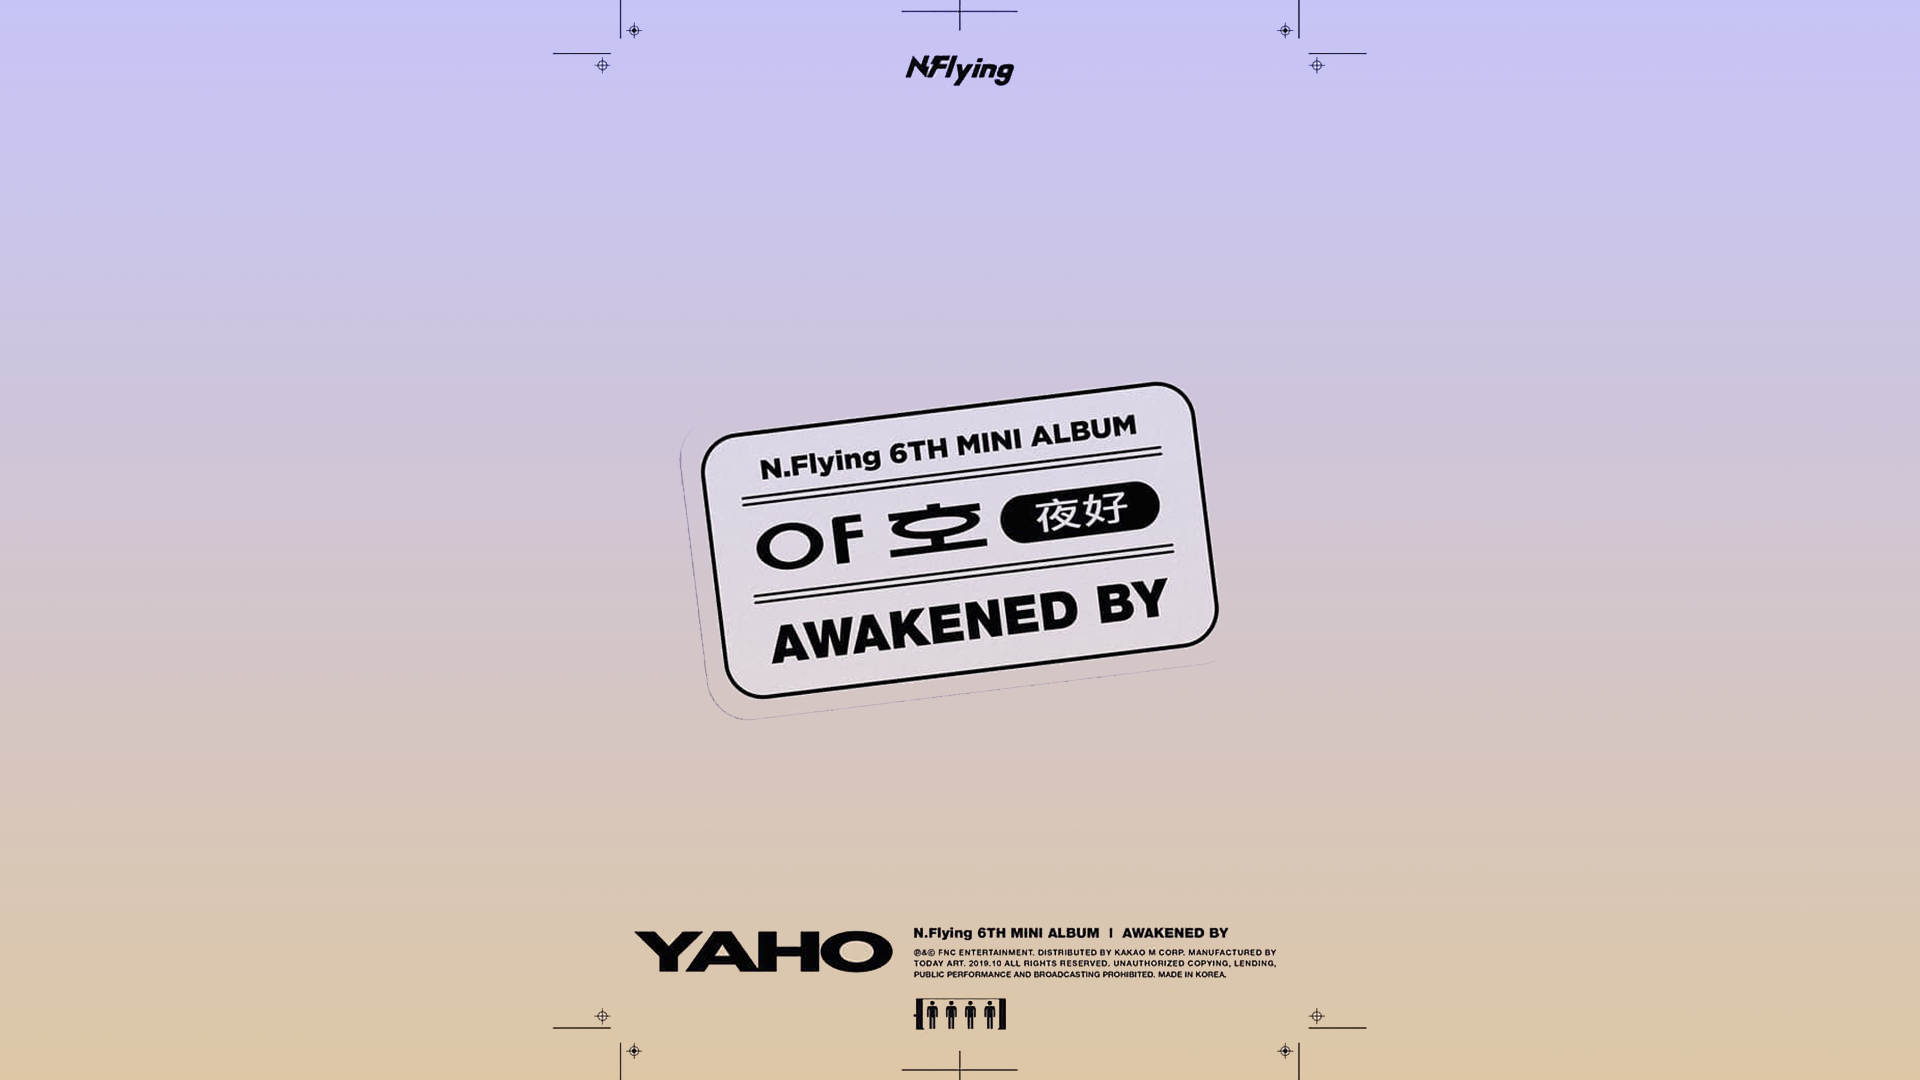 N.Flying
N.Flying 6TH MINI ALBUM
야호 夜好
AWAKENED BY
YAHO
N.Flying 6TH MINI ALBUM | AWAKENED BY
℗&© FNC ENTERTAINMENT. DISTRIBUTED BY KAKAO M CORP. MANUFACTURED BY
TODAY ART. 2019.10 ALL RIGHTS RESERVED. UNAUTHORIZED COPYING, LENDING,
PUBLIC PERFORMANCE AND BROADCASTING PROHIBITED. MADE IN KOREA.